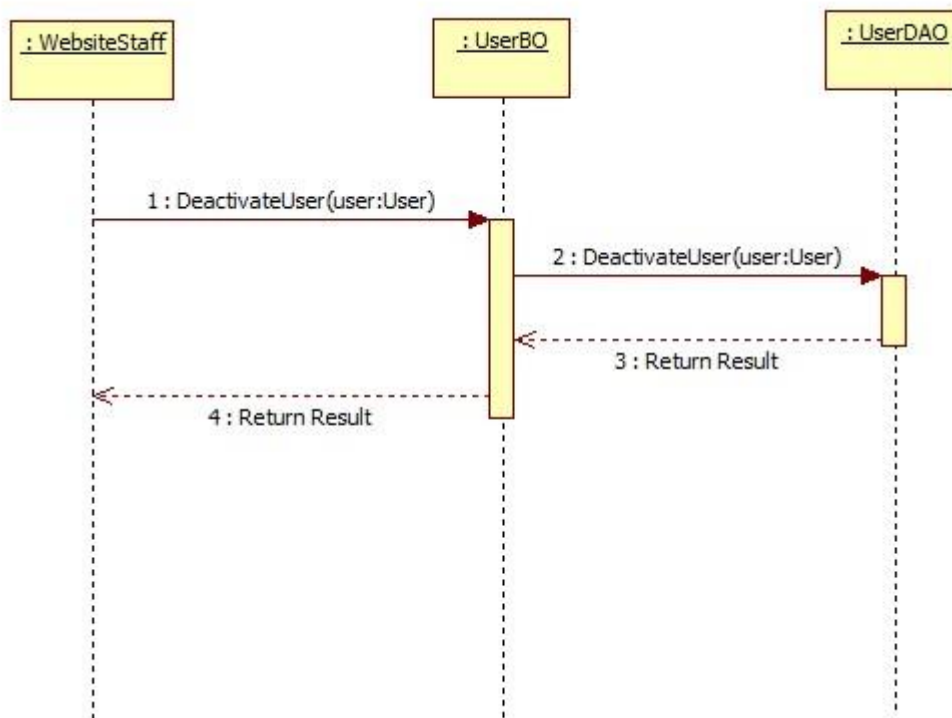 : WebsiteStaff
: UserBO
: UserDAO
1 : DeactivateUser(user:User)
2 : DeactivateUser(user:User)
3 : Return Result
4 : Return Result